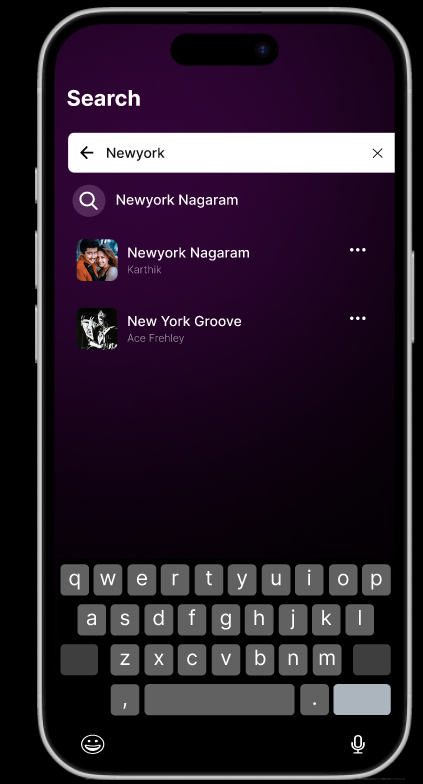 Search
Newyork
Newyork Nagaram
Newyork Nagaram
Karthik
New York Groove
Ace Frehley
q w e r t y u i o p
a s d f g h j k l
z x c v b n m
, .